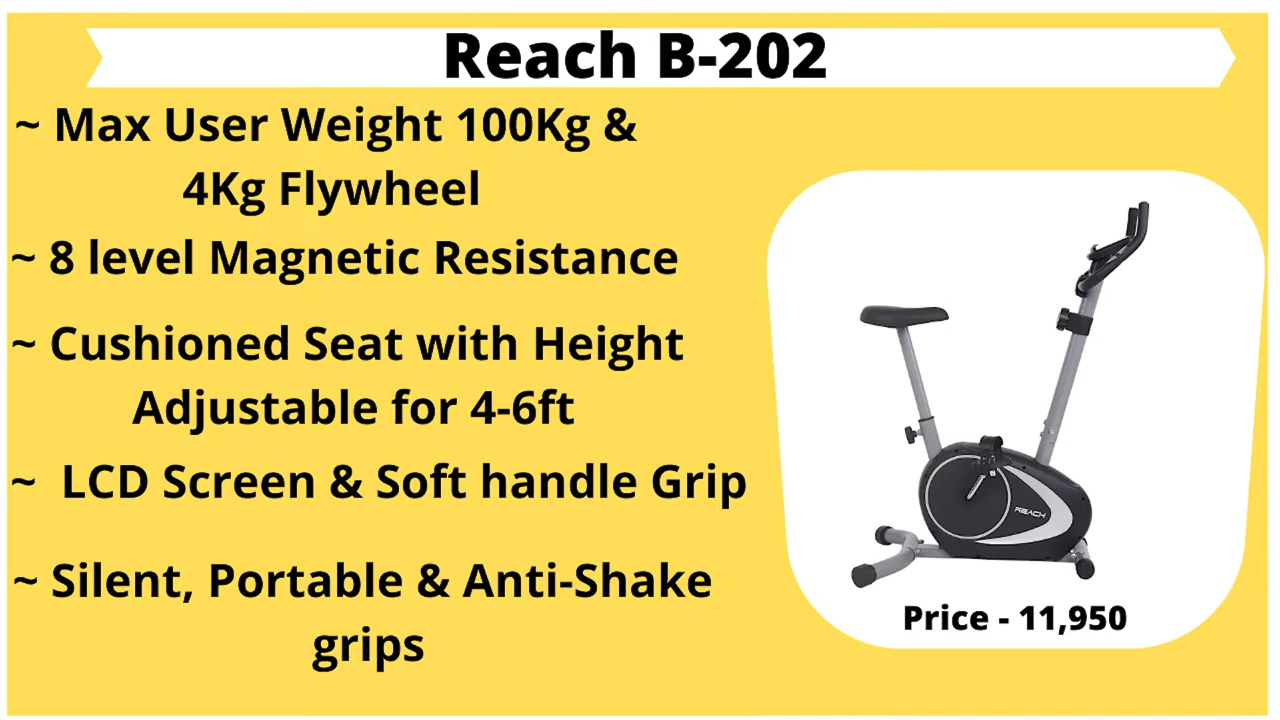 Reach B-202
~ Max User Weight 100Kg &
4Kg Flywheel
~ 8 level Magnetic Resistance
~ Cushioned Seat with Height
Adjustable for 4-6ft
~ LCD Screen & Soft handle Grip
~ Silent, Portable & Anti-Shake
grips
REACH
Price - 11,950